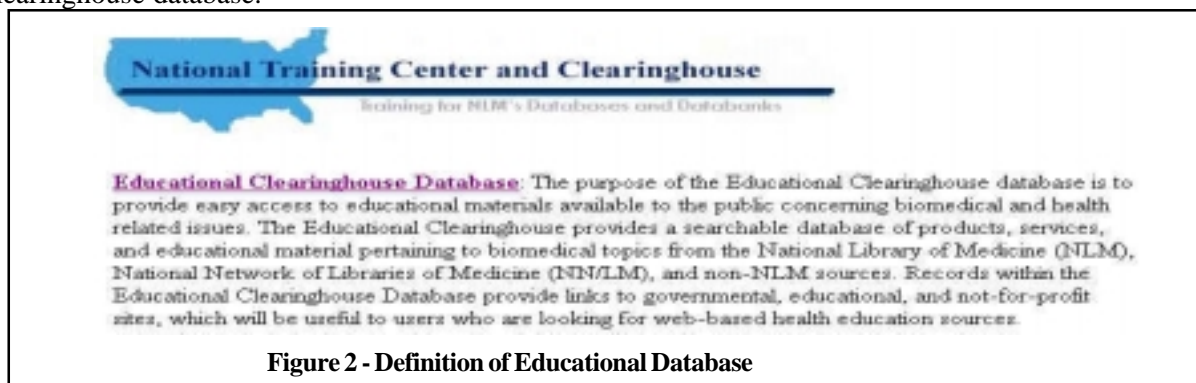 clearinghouse database.
National Training Center and Clearinghouse
Training for NLM's Databases and Databanks
Educational Clearinghouse Database: The purpose of the Educational Clearinghouse database is to
provide easy access to educational materials available to the public concerning biomedical and health
related issues. The Educational Clearinghouse provides a searchable database of products, services,
and educational material pertaining to biomedical topics from the National Library of Medicine (NLM),
National Network of Libraries of Medicine (NN/LM), and non-NLM sources. Records within the
Educational Clearinghouse Database provide links to governmental, educational, and not-for-profit
sites, which will be useful to users who are looking for web-based health education sources.
Figure 2 - Definition of Educational Database